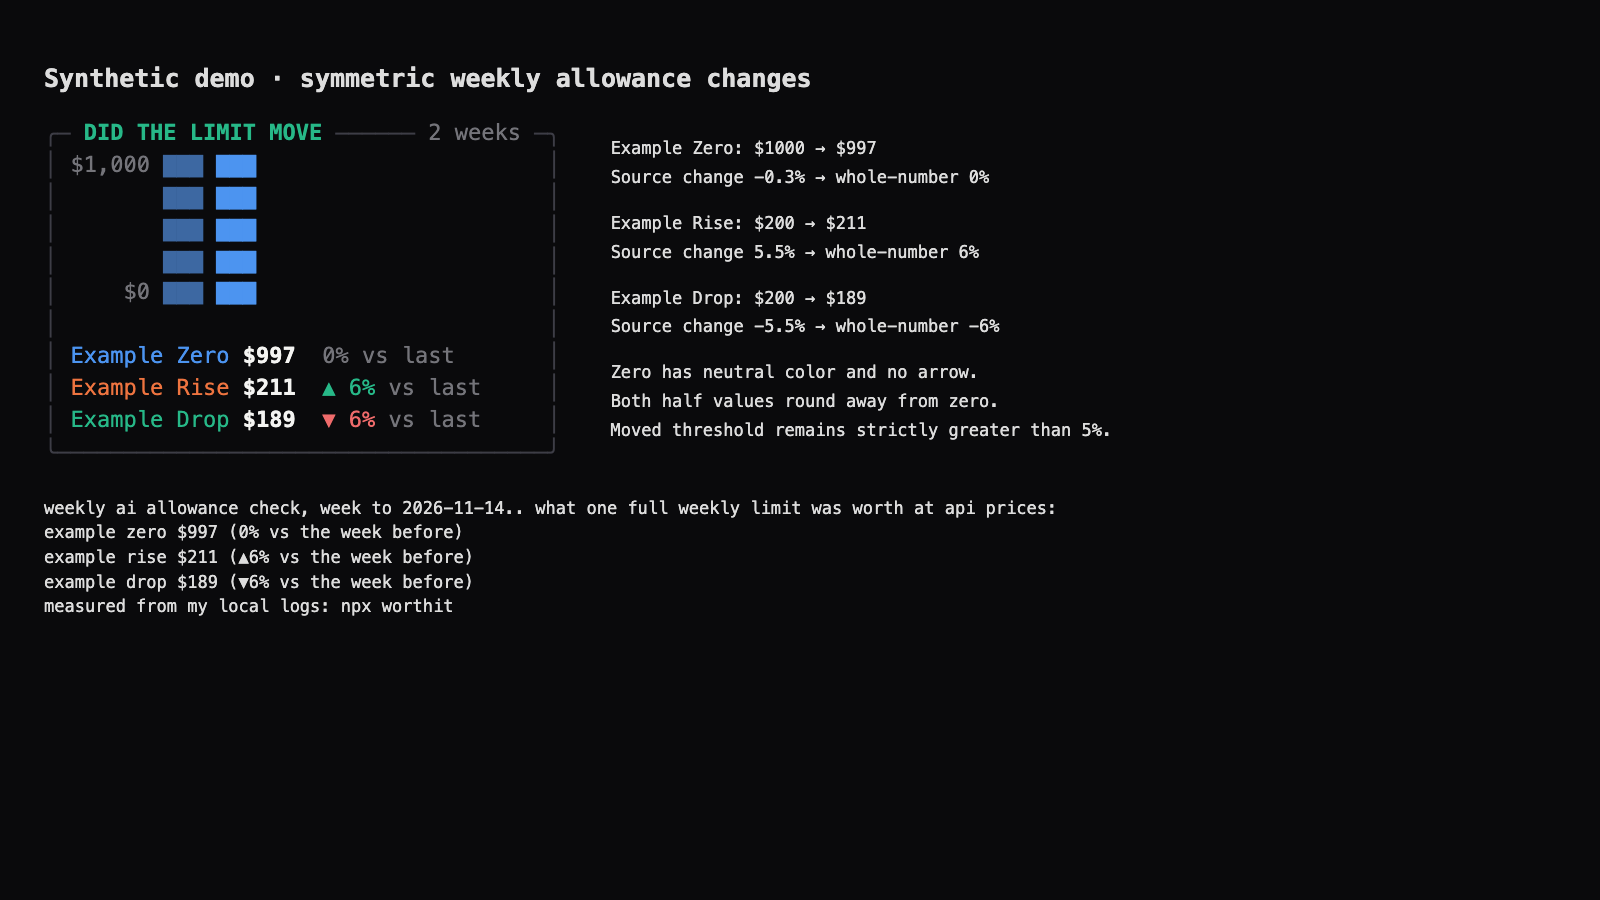 Synthetic demo · symmetric weekly allowance changes
DID THE LIMIT MOVE 2 weeks
$1,000
$0
Example Zero $997 0% vs last
Example Rise $211 ▲ 6% vs last
Example Drop $189 ▼ 6% vs last
Example Zero: $1000 → $997
Source change -0.3% → whole-number 0%
Example Rise: $200 → $211
Source change 5.5% → whole-number 6%
Example Drop: $200 → $189
Source change -5.5% → whole-number -6%
Zero has neutral color and no arrow.
Both half values round away from zero.
Moved threshold remains strictly greater than 5%.
weekly ai allowance check, week to 2026-11-14.. what one full weekly limit was worth at api prices:
example zero $997 (0% vs the week before)
example rise $211 (▲6% vs the week before)
example drop $189 (▼6% vs the week before)
measured from my local logs: npx worthit